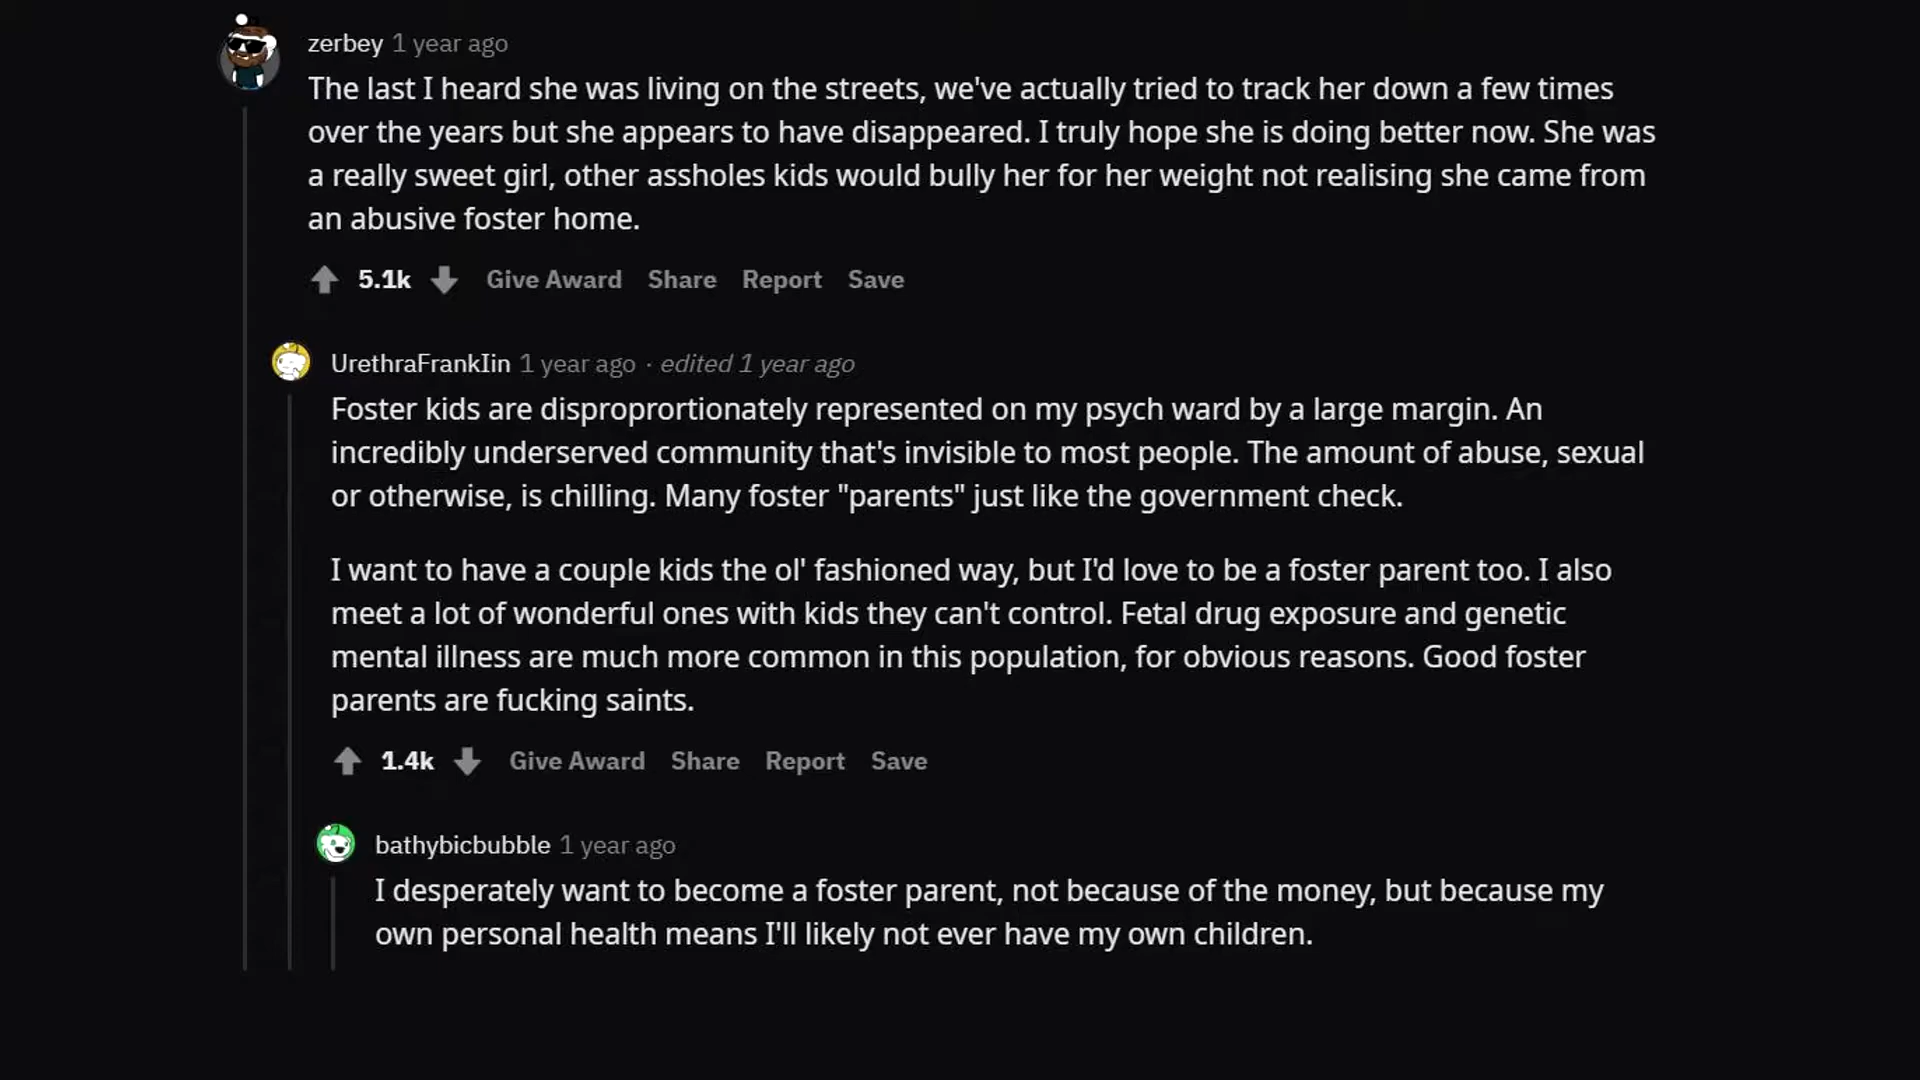 zerbey 1 year ago
The last I heard she was living on the streets, we've actually tried to track her down a few times
over the years but she appears to have disappeared. I truly hope she is doing better now. She was
a really sweet girl, other assholes kids would bully her for her weight not realising she came from
an abusive foster home.
5.1k Give Award Share Report Save
UrethraFrankIin 1 year ago · edited 1 year ago
Foster kids are disproprortionately represented on my psych ward by a large margin. An
incredibly underserved community that's invisible to most people. The amount of abuse, sexual
or otherwise, is chilling. Many foster "parents" just like the government check.
I want to have a couple kids the ol' fashioned way, but I'd love to be a foster parent too. I also
meet a lot of wonderful ones with kids they can't control. Fetal drug exposure and genetic
mental illness are much more common in this population, for obvious reasons. Good foster
parents are fucking saints.
1.4k Give Award Share Report Save
bathybicbubble 1 year ago
I desperately want to become a foster parent, not because of the money, but because my
own personal health means I'll likely not ever have my own children.